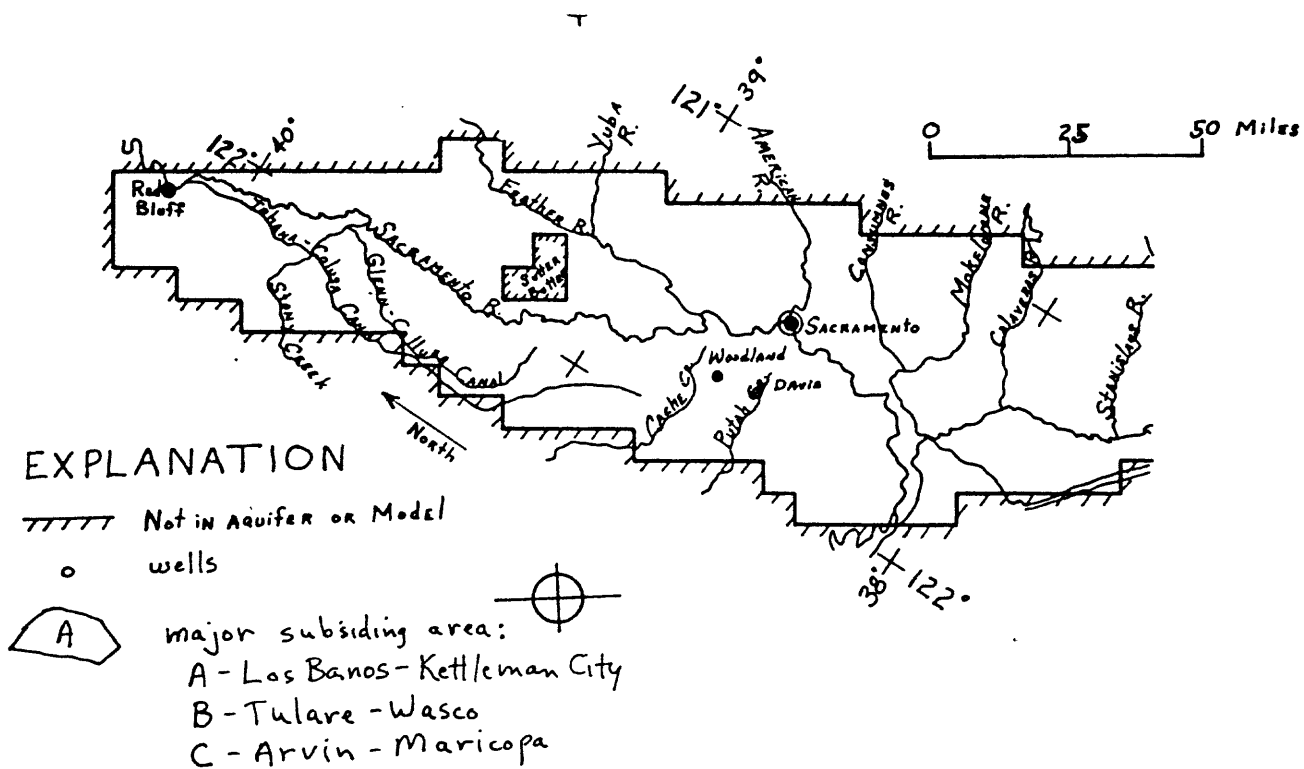 T
121° 39°
0 25 50 Miles
122° 40°
Yuba
R.
American
R.
Red
Bluff
Feather R.
Cosumnes
R.
Mokelumne
R.
Tehama-Colusa Canal
Sacramento R.
Glenn-Collusa
Canal
Sutter
Buttes
Calaveras R.
Stanislaus R.
Stony
Creek
Sacramento
Woodland
Davis
Cache Cr.
Putah Cr.
North
38° 122°
EXPLANATION
Not in Aquifer or Model
wells
A
major subsiding area:
A - Los Banos - Kettleman City
B - Tulare - Wasco
C - Arvin - Maricopa